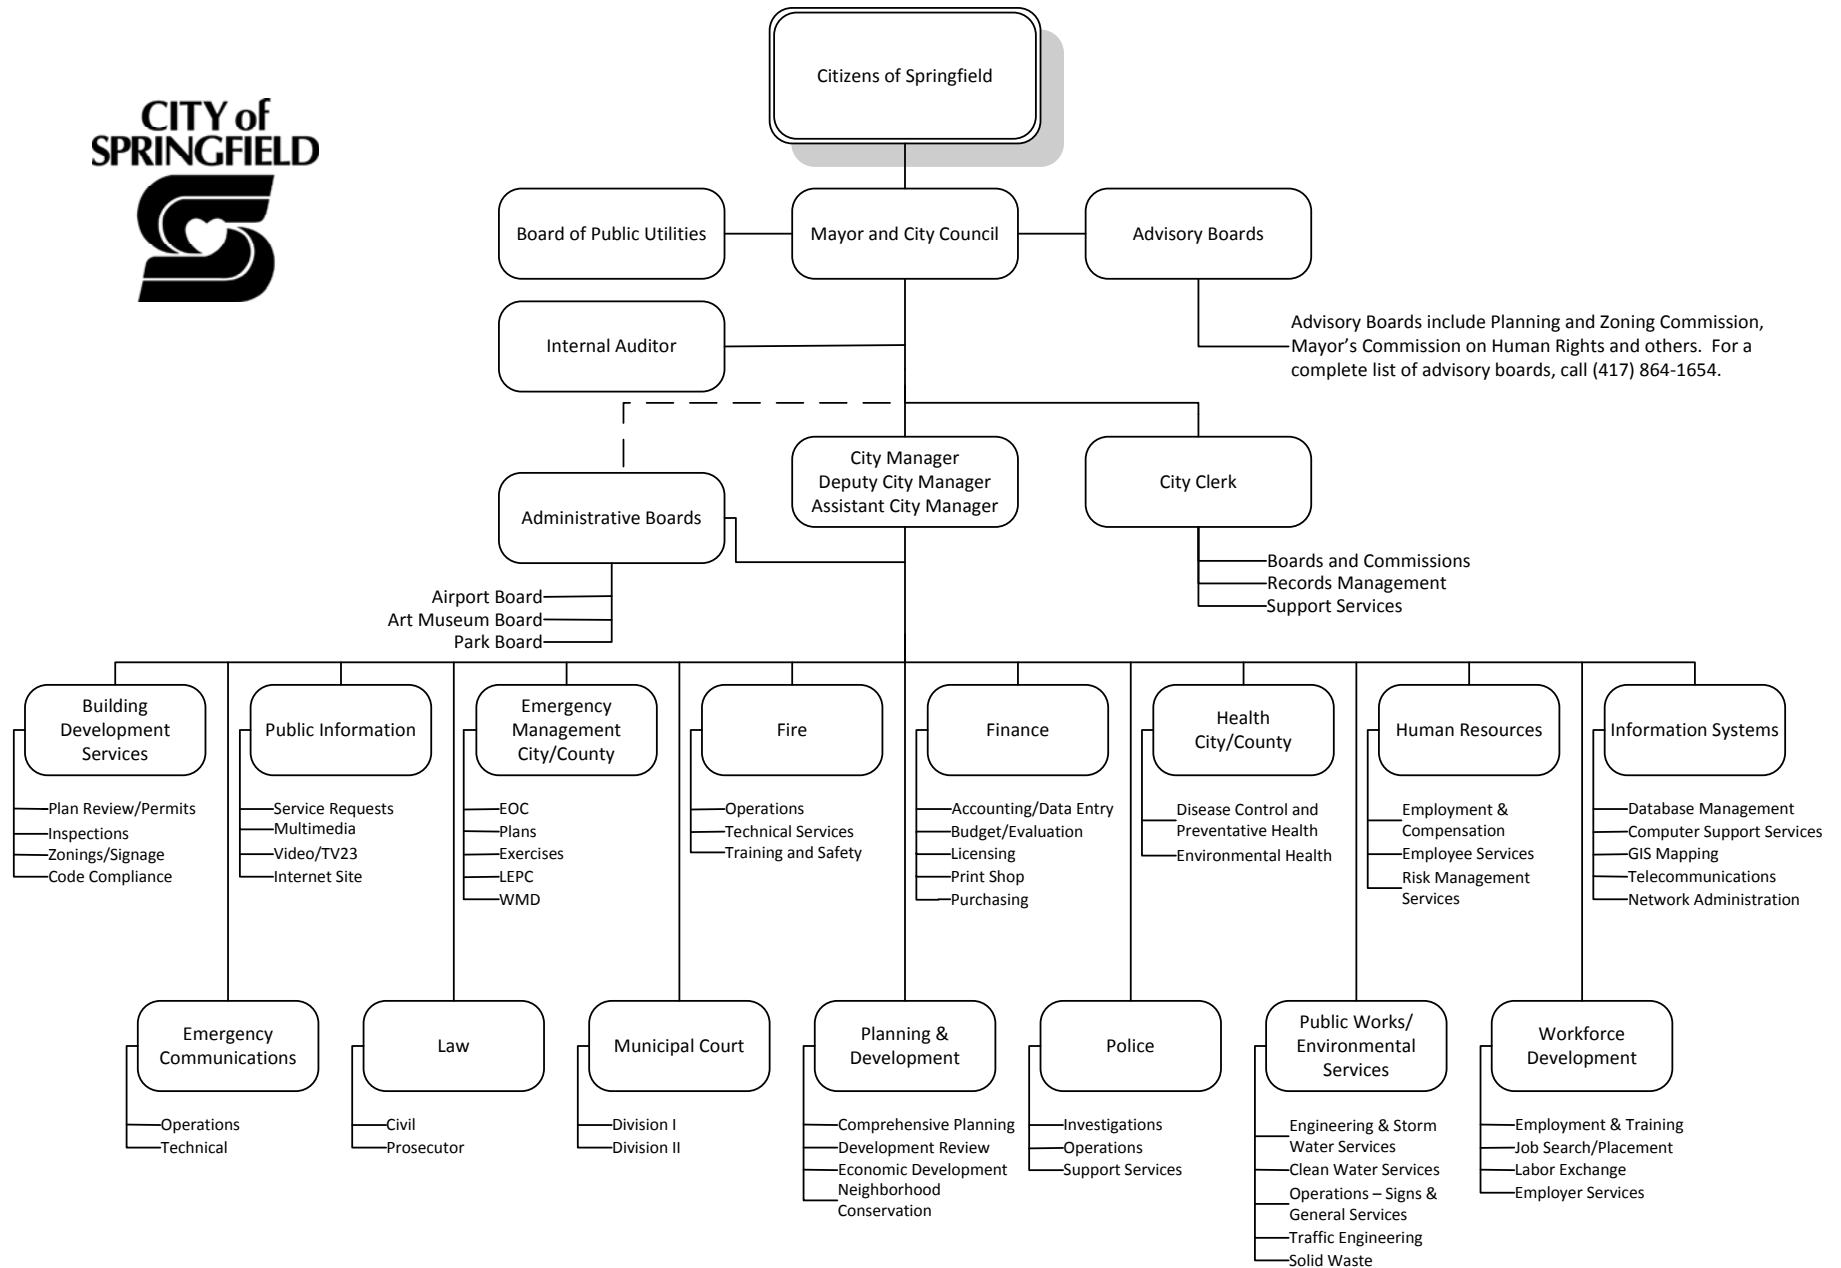 CITY of
SPRINGFIELD
Citizens of Springfield
Board of Public Utilities
Mayor and City Council
Advisory Boards
Internal Auditor
Advisory Boards include Planning and Zoning Commission,
Mayor's Commission on Human Rights and others.  For a
complete list of advisory boards, call (417) 864-1654.
Administrative Boards
City Manager
Deputy City Manager
Assistant City Manager
City Clerk
Airport Board
Art Museum Board
Park Board
Boards and Commissions
Records Management
Support Services
Building
Development
Services
Plan Review/Permits
Inspections
Zonings/Signage
Code Compliance
Public Information
Service Requests
Multimedia
Video/TV23
Internet Site
Emergency
Management
City/County
EOC
Plans
Exercises
LEPC
WMD
Fire
Operations
Technical Services
Training and Safety
Finance
Accounting/Data Entry
Budget/Evaluation
Licensing
Print Shop
Purchasing
Health
City/County
Disease Control and
Preventative Health
Environmental Health
Human Resources
Employment &
Compensation
Employee Services
Risk Management
Services
Information Systems
Database Management
Computer Support Services
GIS Mapping
Telecommunications
Network Administration
Emergency
Communications
Operations
Technical
Law
Civil
Prosecutor
Municipal Court
Division I
Division II
Planning &
Development
Comprehensive Planning
Development Review
Economic Development
Neighborhood
Conservation
Police
Investigations
Operations
Support Services
Public Works/
Environmental
Services
Engineering & Storm
Water Services
Clean Water Services
Operations – Signs &
General Services
Traffic Engineering
Solid Waste
Workforce
Development
Employment & Training
Job Search/Placement
Labor Exchange
Employer Services